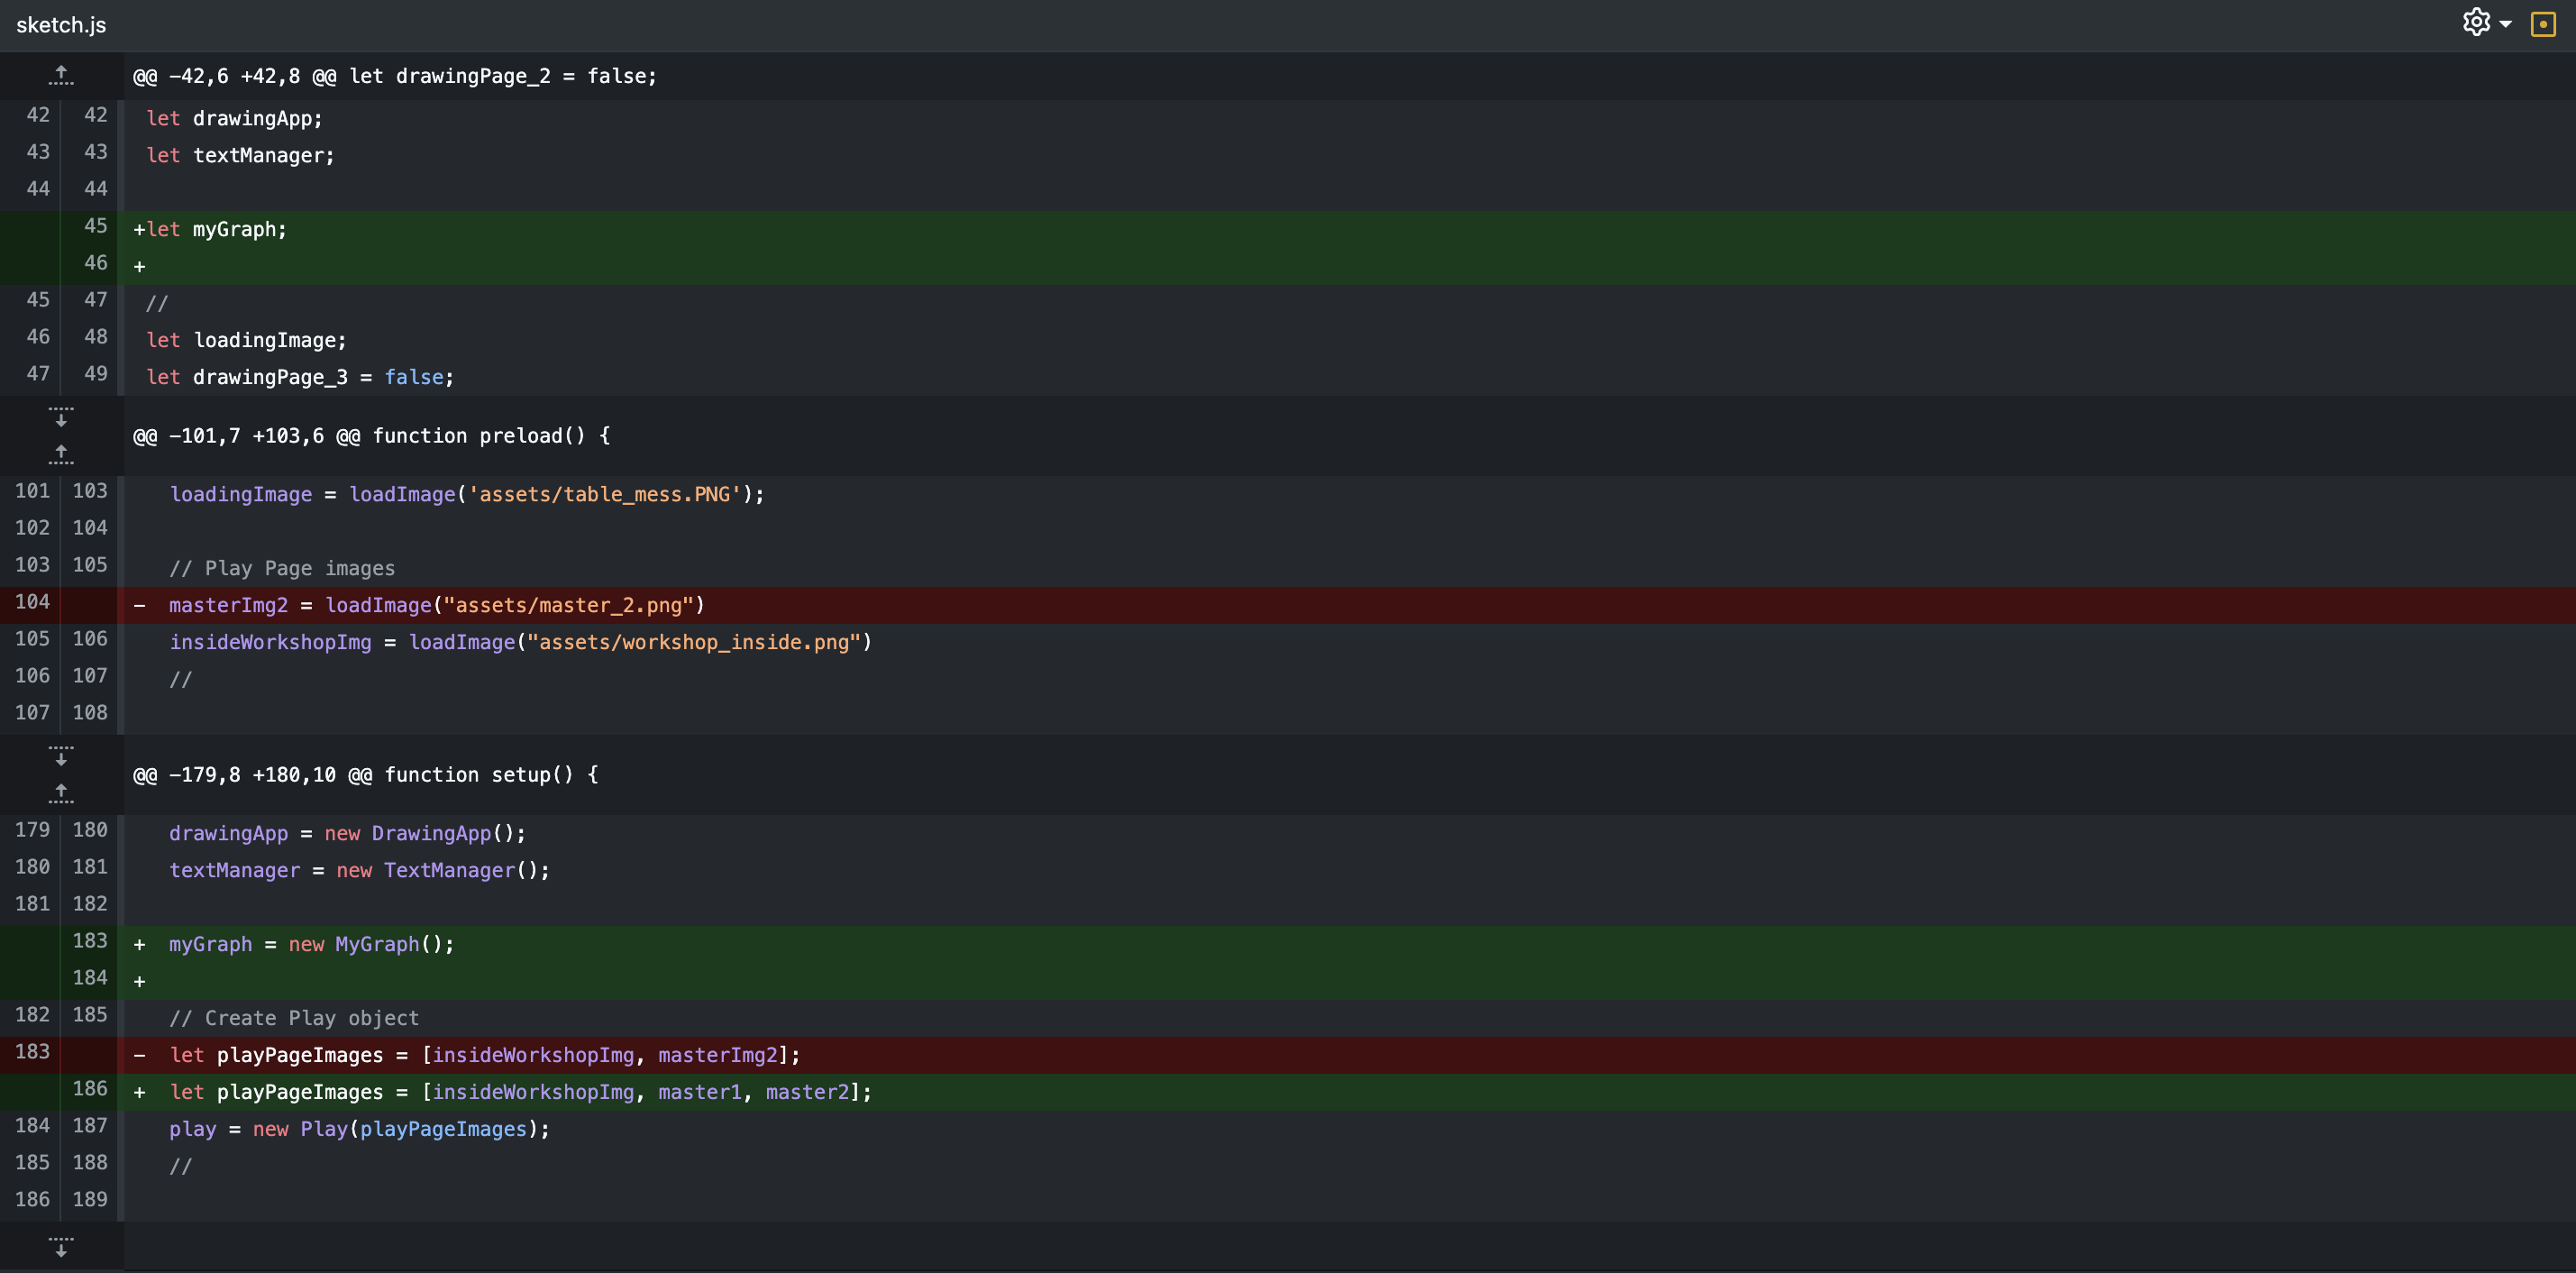 sketch.js
@@ -42,6 +42,8 @@ let drawingPage_2 = false;
42 42 let drawingApp;
43 43 let textManager;
44 44
45 +let myGraph;
46 +
45 47 //
46 48 let loadingImage;
47 49 let drawingPage_3 = false;
@@ -101,7 +103,6 @@ function preload() {
101 103 loadingImage = loadImage('assets/table_mess.PNG');
102 104
103 105 // Play Page images
104 - masterImg2 = loadImage("assets/master_2.png")
105 106 insideWorkshopImg = loadImage("assets/workshop_inside.png")
106 107 //
107 108
@@ -179,8 +180,10 @@ function setup() {
179 180 drawingApp = new DrawingApp();
180 181 textManager = new TextManager();
181 182
183 + myGraph = new MyGraph();
184 +
182 185 // Create Play object
183 - let playPageImages = [insideWorkshopImg, masterImg2];
186 + let playPageImages = [insideWorkshopImg, master1, master2];
184 187 play = new Play(playPageImages);
185 188 //
186 189